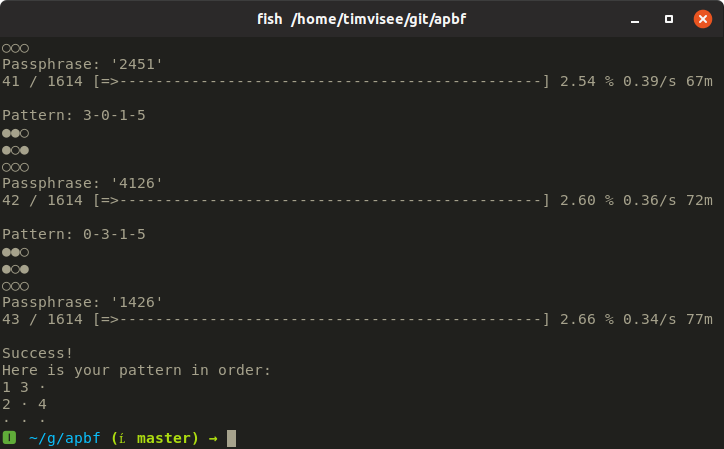 fish /home/timvisee/git/apbf
○○○
Passphrase: '2451'
41 / 1614 [=>-----------------------------------------------] 2.54 % 0.39/s 67m
Pattern: 3-0-1-5
●●○
●○●
○○○
Passphrase: '4126'
42 / 1614 [=>-----------------------------------------------] 2.60 % 0.36/s 72m
Pattern: 0-3-1-5
●●○
●○●
○○○
Passphrase: '1426'
43 / 1614 [=>-----------------------------------------------] 2.66 % 0.34/s 77m
Success!
Here is your pattern in order:
1 3 ·
2 · 4
· · ·
I ~/g/apbf (master) →